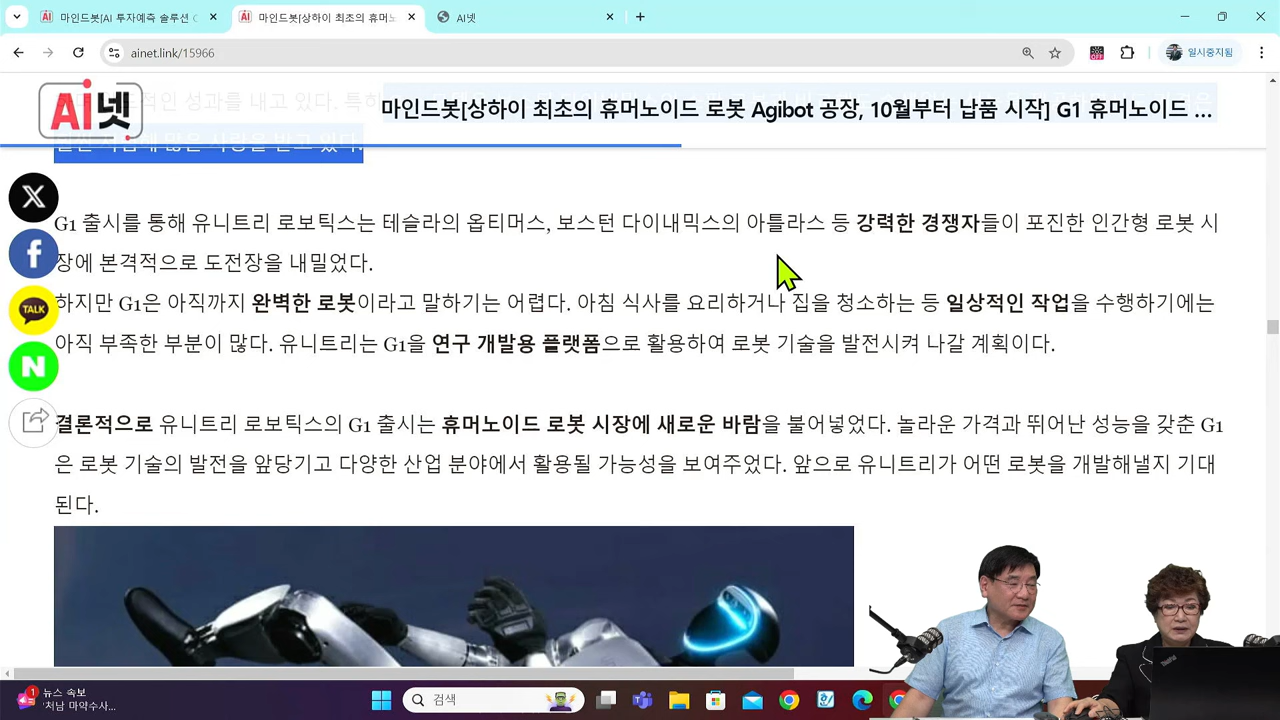 마인드봇[AI 투자예측 솔루션
마인드봇[상하이 최초의 휴머노
AI넷
ainet.link/15966
OFF
일시중지됨
Ai넷
마인드봇[상하이 최초의 휴머노이드 로봇 Agibot 공장, 10월부터 납품 시작] G1 휴머노이드 ...
G1 출시를 통해 유니트리 로보틱스는 테슬라의 옵티머스, 보스턴 다이내믹스의 아틀라스 등 강력한 경쟁자들이 포진한 인간형 로봇 시
장에 본격적으로 도전장을 내밀었다.
하지만 G1은 아직까지 완벽한 로봇이라고 말하기는 어렵다. 아침 식사를 요리하거나 집을 청소하는 등 일상적인 작업을 수행하기에는
TALK
아직 부족한 부분이 많다. 유니트리는 G1을 연구 개발용 플랫폼으로 활용하여 로봇 기술을 발전시켜 나갈 계획이다.
N
결론적으로 유니트리 로보틱스의 G1 출시는 휴머노이드 로봇 시장에 새로운 바람을 불어넣었다. 놀라운 가격과 뛰어난 성능을 갖춘 G1
은 로봇 기술의 발전을 앞당기고 다양한 산업 분야에서 활용될 가능성을 보여주었다. 앞으로 유니트리가 어떤 로봇을 개발해낼지 기대
된다.
ThinkPad
1
뉴스 속보
'처남 마약수사...
검색